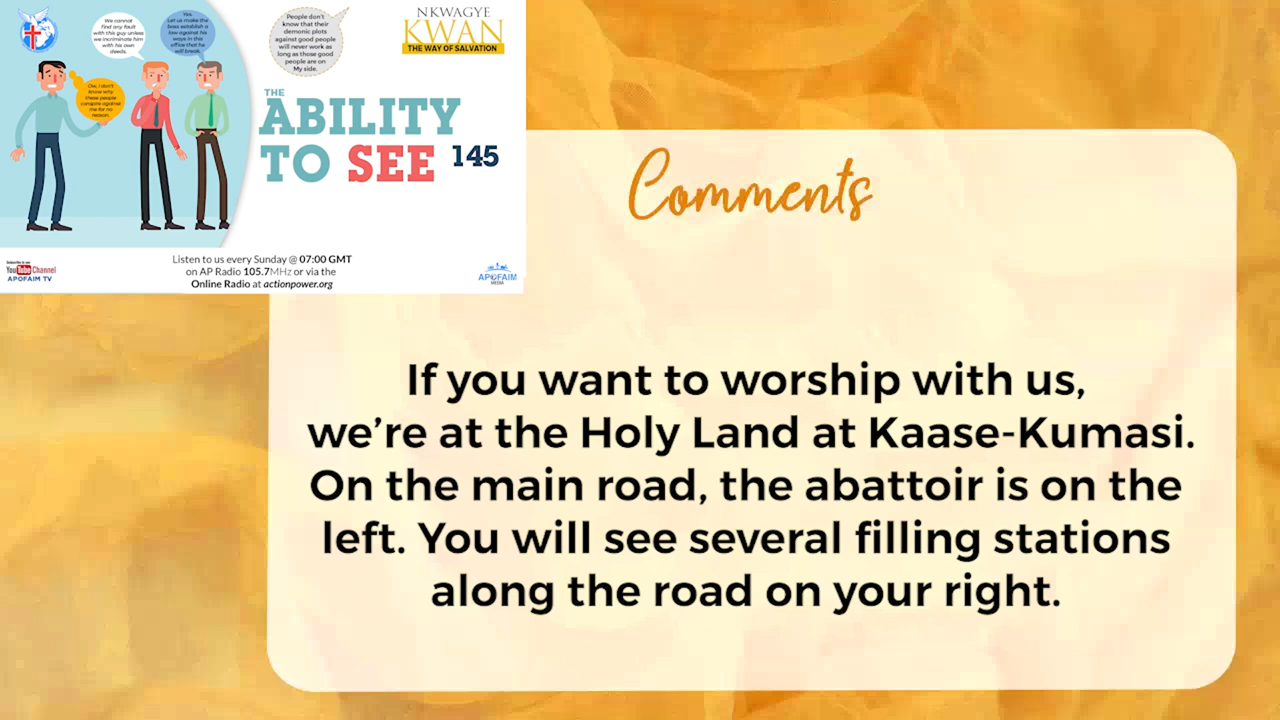 We cannot
find any fault
with this guy unless
we incriminate him
with his own
deeds.
Yes.
Let us make the
boss establish a
law against his
ways in this
office that he
will break.
Ow, I don't
know why
these people
conspire against
me for no
reason.
People don't
know that their
demonic plots
against good people
will never work as
long as those good
people are on
My side.
NKWAGYE
KWAN
THE WAY OF SALVATION
THE
ABILITY
TO SEE 145
Listen to us every Sunday @ 07:00 GMT
on AP Radio 105.7MHz or via the
Online Radio at actionpower.org
Subscribe to our
YouTube Channel
APOFAIM TV
APOFAIM
MEDIA
Comments
If you want to worship with us,
we’re at the Holy Land at Kaase-Kumasi.
On the main road, the abattoir is on the
left. You will see several filling stations
along the road on your right.